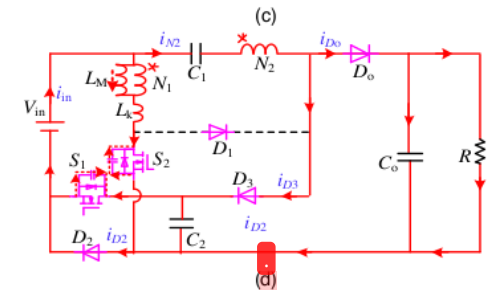 (c)
i_N2 i_Do
C_1 N_2 D_o
L_M N_1
i_in
V_in L_k
D_1
S_1 S_2 C_o R
D_3 i_D3
D_2 i_D2 C_2 i_D2
(d)